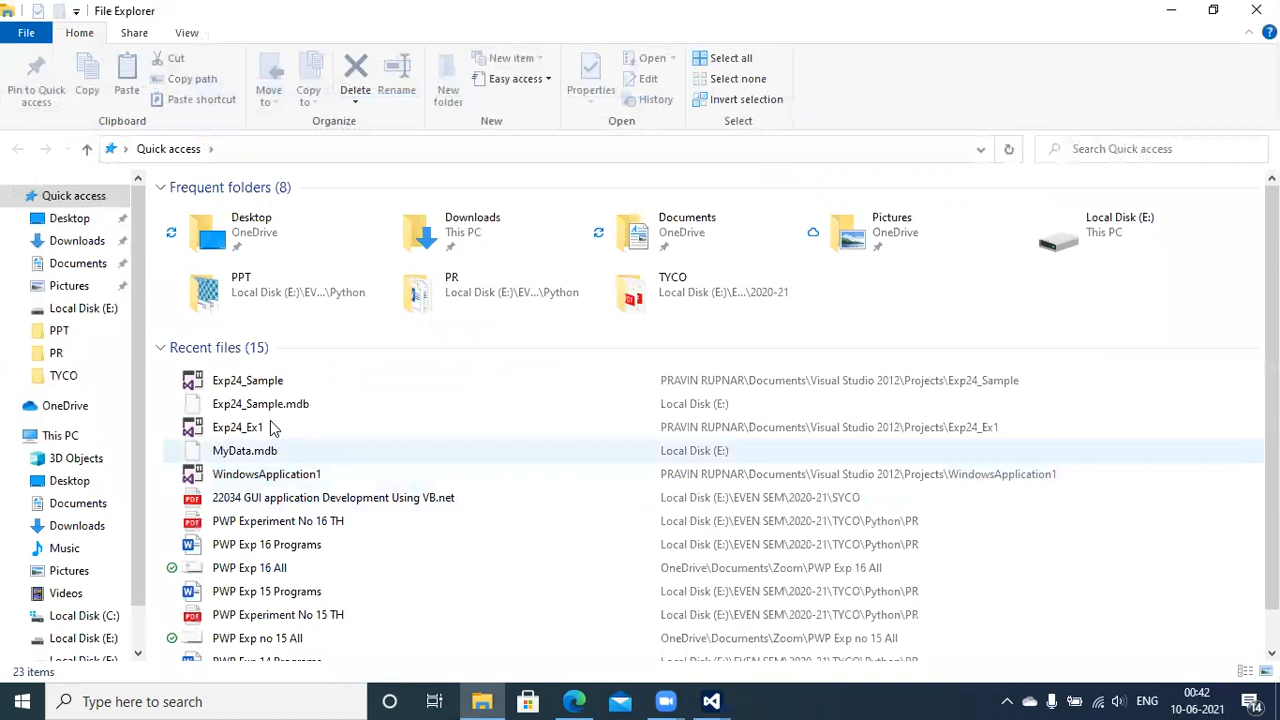 File Explorer
File Home Share View
Pin to Quick access
Copy
Paste
Cut
Copy path
Paste shortcut
Clipboard
Move to
Copy to
Delete
Rename
Organize
New folder
New item
Easy access
New
Properties
Open
Edit
History
Open
Select all
Select none
Invert selection
Select
Quick access
Search Quick access
Quick access
Desktop
Downloads
Documents
Pictures
Local Disk (E:)
PPT
PR
TYCO
OneDrive
This PC
3D Objects
Desktop
Documents
Downloads
Music
Pictures
Videos
Local Disk (C:)
Local Disk (E:)
Frequent folders (8)
Desktop
OneDrive
Downloads
This PC
Documents
OneDrive
Pictures
OneDrive
Local Disk (E:)
This PC
PPT
Local Disk (E:)\EV...\Python
PR
Local Disk (E:)\EV...\Python
TYCO
Local Disk (E:)\E...\2020-21
Recent files (15)
Exp24_Sample PRAVIN RUPNAR\Documents\Visual Studio 2012\Projects\Exp24_Sample
Exp24_Sample.mdb Local Disk (E:)
Exp24_Ex1 PRAVIN RUPNAR\Documents\Visual Studio 2012\Projects\Exp24_Ex1
MyData.mdb Local Disk (E:)
WindowsApplication1 PRAVIN RUPNAR\Documents\Visual Studio 2012\Projects\WindowsApplication1
22034 GUI application Development Using VB.net Local Disk (E:)\EVEN SEM\2020-21\SYCO
PWP Experiment No 16 TH Local Disk (E:)\EVEN SEM\2020-21\TYCO\Python\PR
PWP Exp 16 Programs Local Disk (E:)\EVEN SEM\2020-21\TYCO\Python\PR
PWP Exp 16 All OneDrive\Documents\Zoom\PWP Exp 16 All
PWP Exp 15 Programs Local Disk (E:)\EVEN SEM\2020-21\TYCO\Python\PR
PWP Experiment No 15 TH Local Disk (E:)\EVEN SEM\2020-21\TYCO\Python\PR
PWP Exp no 15 All OneDrive\Documents\Zoom\PWP Exp no 15 All
23 items
Type here to search
ENG
00:42
10-06-2021
14